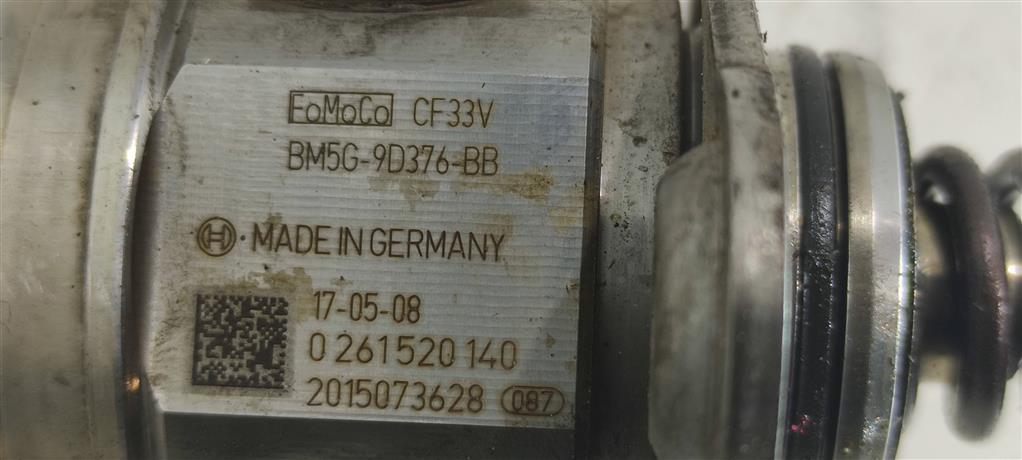 FoMoCo CF33V
BM5G-9D376-BB
MADE IN GERMANY
17-05-08
0 261 520 140
2015073628 087